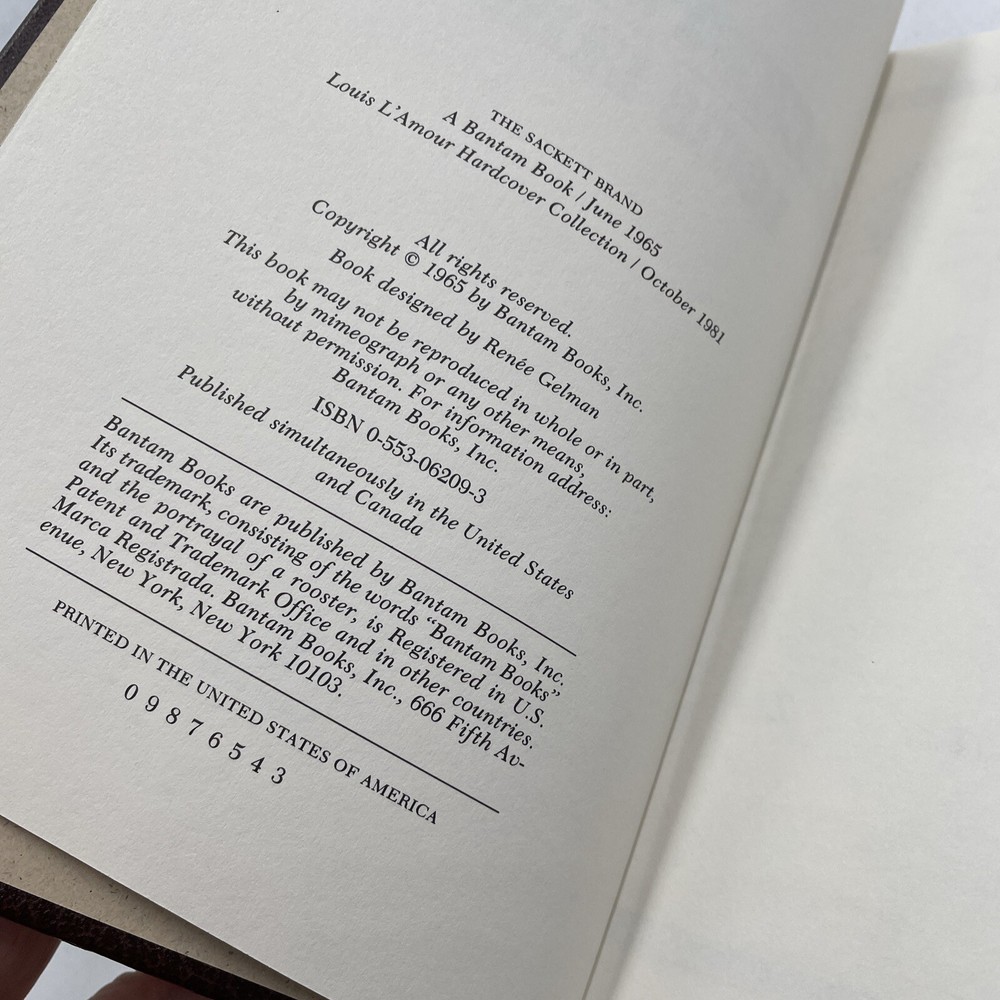 THE SACKETT BRAND
A Bantam Book / June 1965
Louis L'Amour Hardcover Collection / October 1981
All rights reserved.
Copyright © 1965 by Bantam Books, Inc.
Book designed by Renée Gelman
This book may not be reproduced in whole or in part,
by mimeograph or any other means,
without permission. For information address:
Bantam Books, Inc.
ISBN 0-553-06209-3
Published simultaneously in the United States
and Canada
Bantam Books are published by Bantam Books, Inc.
Its trademark, consisting of the words "Bantam Books"
and the portrayal of a rooster, is Registered in U.S.
Patent and Trademark Office and in other countries.
Marca Registrada. Bantam Books, Inc., 666 Fifth Av-
enue, New York, New York 10103.
PRINTED IN THE UNITED STATES OF AMERICA
0 9 8 7 6 5 4 3